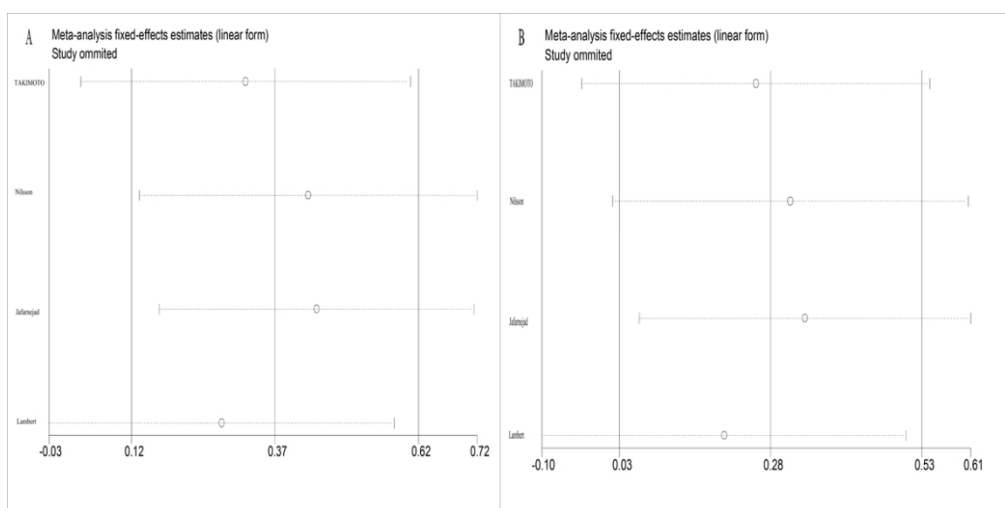 A
Meta-analysis fixed-effects estimates (linear form)
Study ommited
TAKIMOTO
Nilsson
Jafarnejad
Lambert
-0.03 0.12 0.37 0.62 0.72
B
Meta-analysis fixed-effects estimates (linear form)
Study ommited
TAKIMOTO
Nilsson
Jafarnejad
Lambert
-0.10 0.03 0.28 0.53 0.61